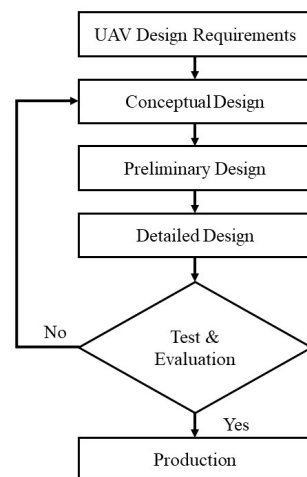 UAV Design Requirements
Conceptual Design
Preliminary Design
Detailed Design
No
Test &
Evaluation
Yes
Production